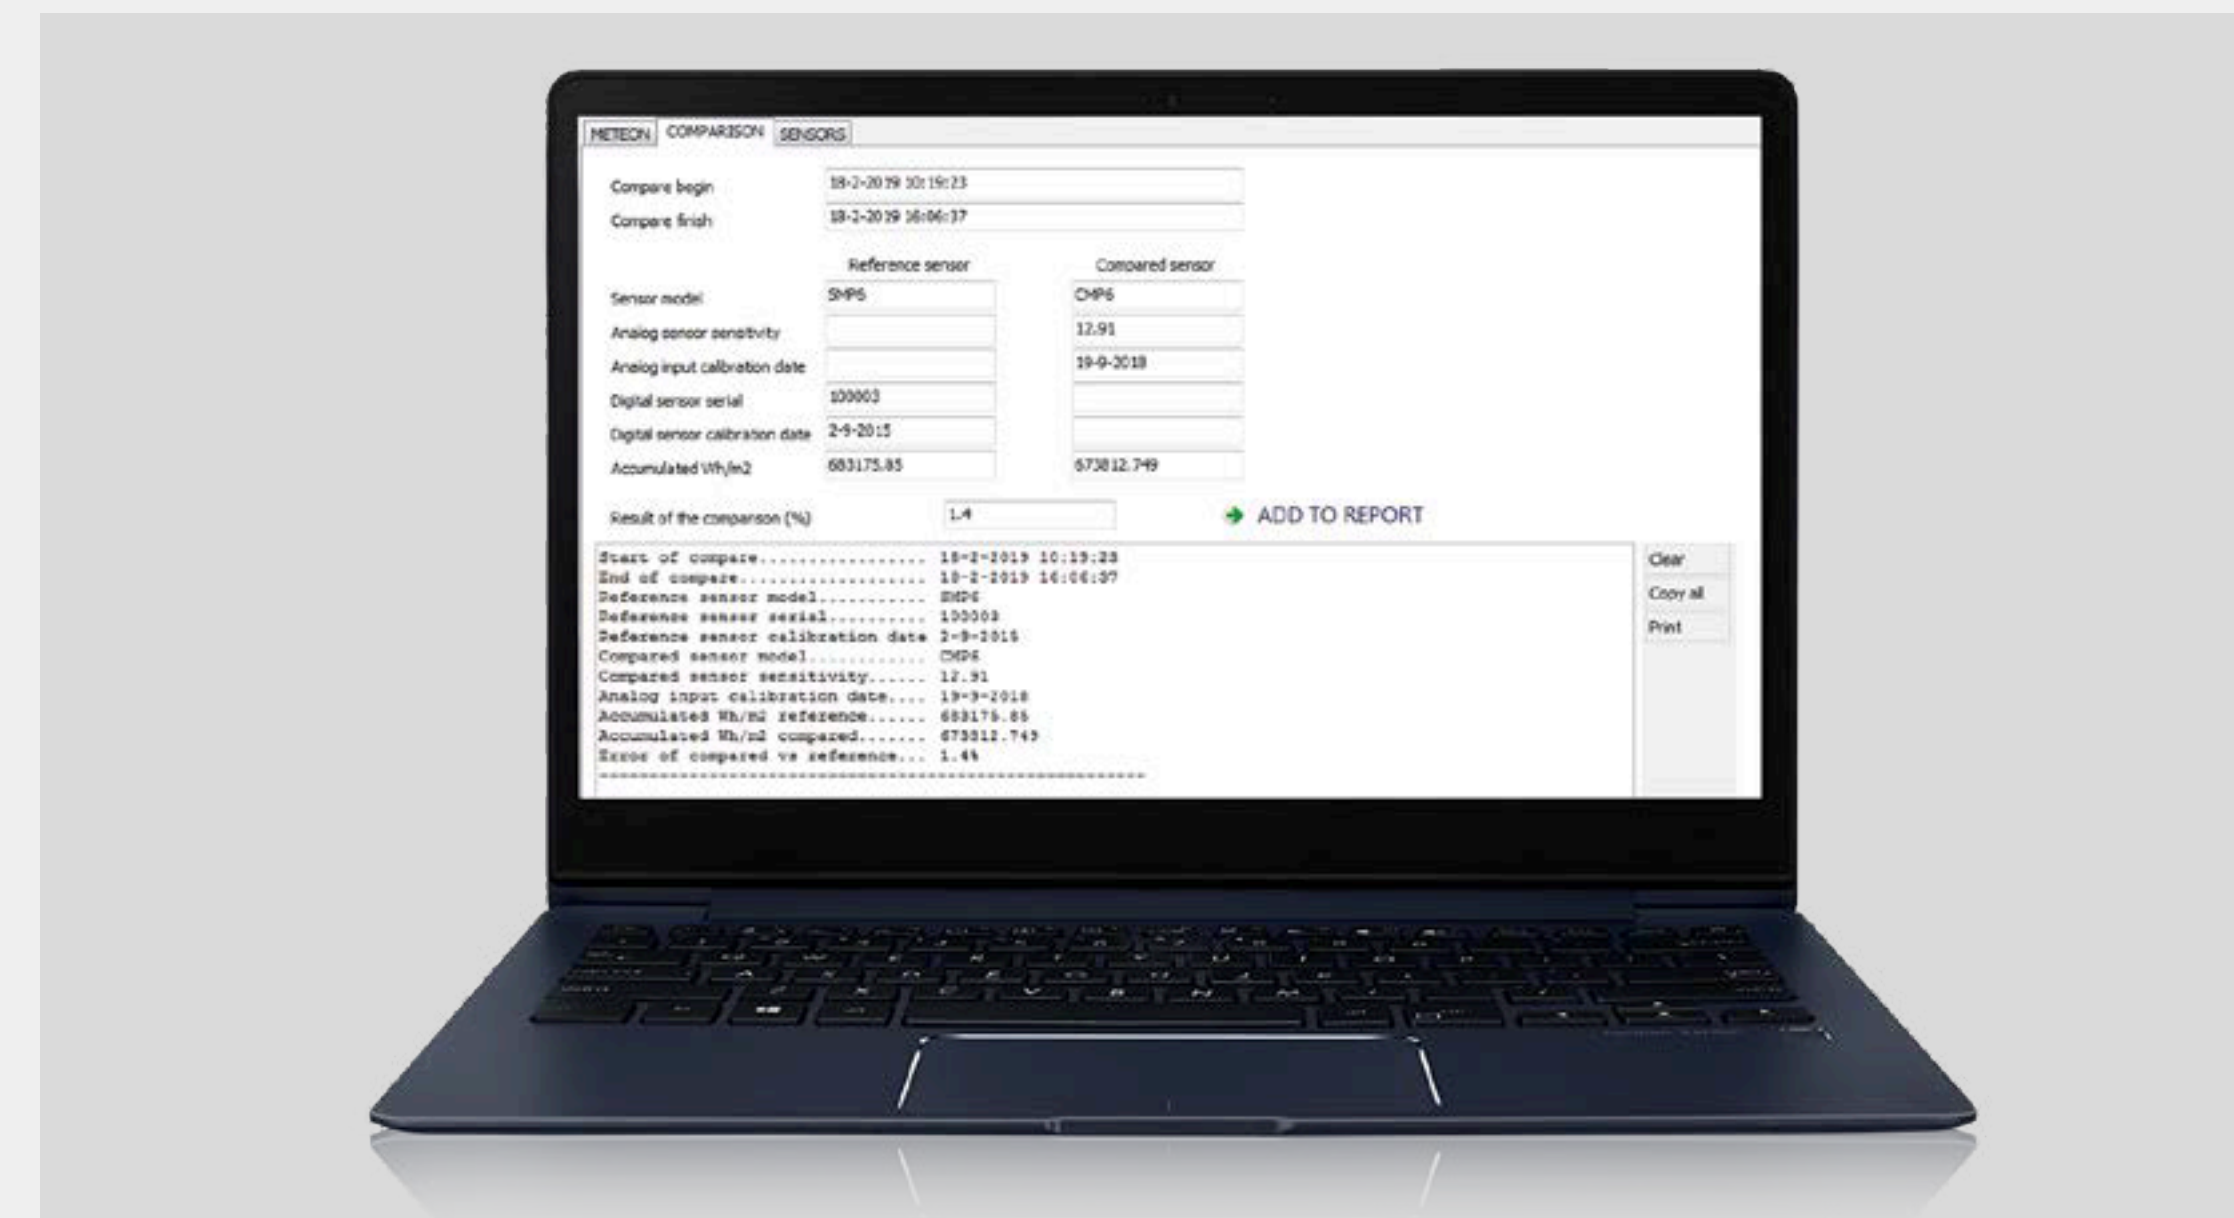 METEON COMPARISON SENSORS
Compare begin 18-2-2019 10:19:23
Compare finish 18-2-2019 16:06:37
Reference sensor Compared sensor
Sensor model SMP6 CMP6
Analog sensor sensitivity 12.91
Analog input calibration date 19-9-2018
Digital sensor serial 100003
Digital sensor calibration date 2-9-2015
Accumulated Wh/m2 683175.85 673812.749
Result of the comparison (%) 1.4 ADD TO REPORT
Start of compare................. 18-2-2019 10:19:23
End of compare................... 18-2-2019 16:06:37
Reference sensor model........... SMP6
Reference sensor serial.......... 100003
Reference sensor calibration date 2-9-2015
Compared sensor model............ CMP6
Compared sensor sensitivity...... 12.91
Analog input calibration date.... 19-9-2018
Accumulated Wh/m2 reference...... 683175.85
Accumulated Wh/m2 compared....... 673812.749
Error of compared vs reference... 1.4%
Clear
Copy all
Print